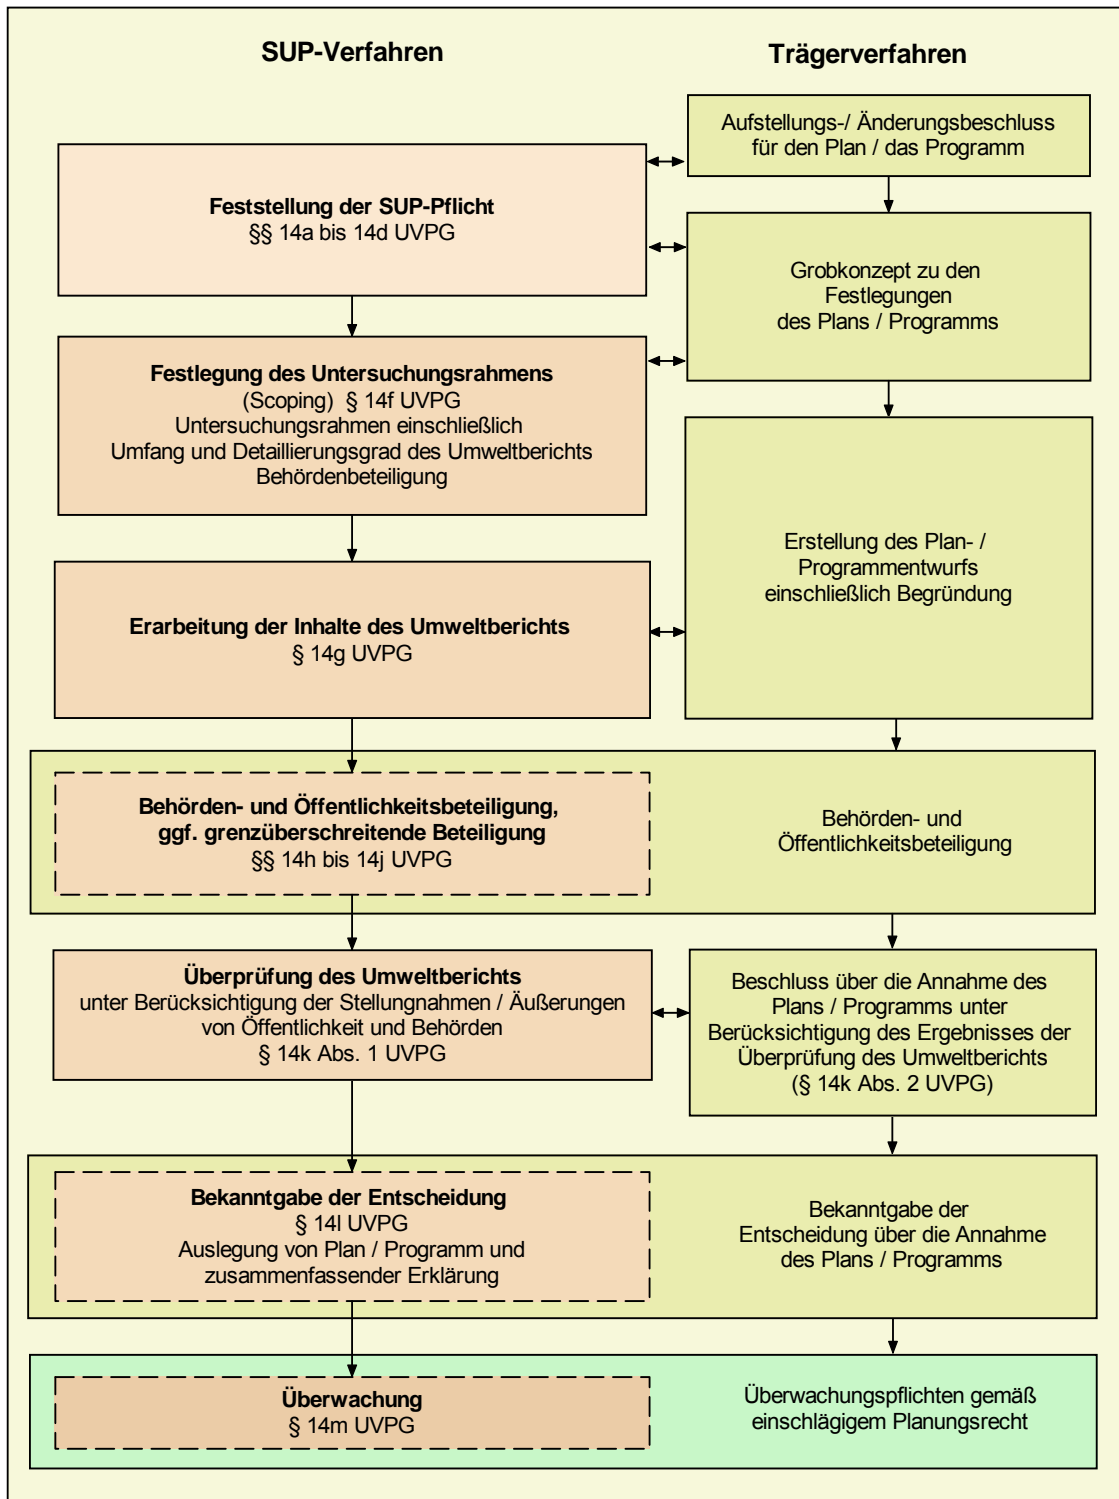 SUP-Verfahren
Trägerverfahren
Aufstellungs-/ Änderungsbeschluss
für den Plan / das Programm
Feststellung der SUP-Pflicht
§§ 14a bis 14d UVPG
Grobkonzept zu den
Festlegungen
des Plans / Programms
Festlegung des Untersuchungsrahmens
(Scoping) § 14f UVPG
Untersuchungsrahmen einschließlich
Umfang und Detaillierungsgrad des Umweltberichts
Behördenbeteiligung
Erstellung des Plan- /
Programmentwurfs
einschließlich Begründung
Erarbeitung der Inhalte des Umweltberichts
§ 14g UVPG
Behörden- und Öffentlichkeitsbeteiligung,
ggf. grenzüberschreitende Beteiligung
§§ 14h bis 14j UVPG
Behörden- und
Öffentlichkeitsbeteiligung
Überprüfung des Umweltberichts
unter Berücksichtigung der Stellungnahmen / Äußerungen
von Öffentlichkeit und Behörden
§ 14k Abs. 1 UVPG
Beschluss über die Annahme des
Plans / Programms unter
Berücksichtigung des Ergebnisses der
Überprüfung des Umweltberichts
(§ 14k Abs. 2 UVPG)
Bekanntgabe der Entscheidung
§ 14l UVPG
Auslegung von Plan / Programm und
zusammenfassender Erklärung
Bekanntgabe der
Entscheidung über die Annahme
des Plans / Programms
Überwachung
§ 14m UVPG
Überwachungspflichten gemäß
einschlägigem Planungsrecht